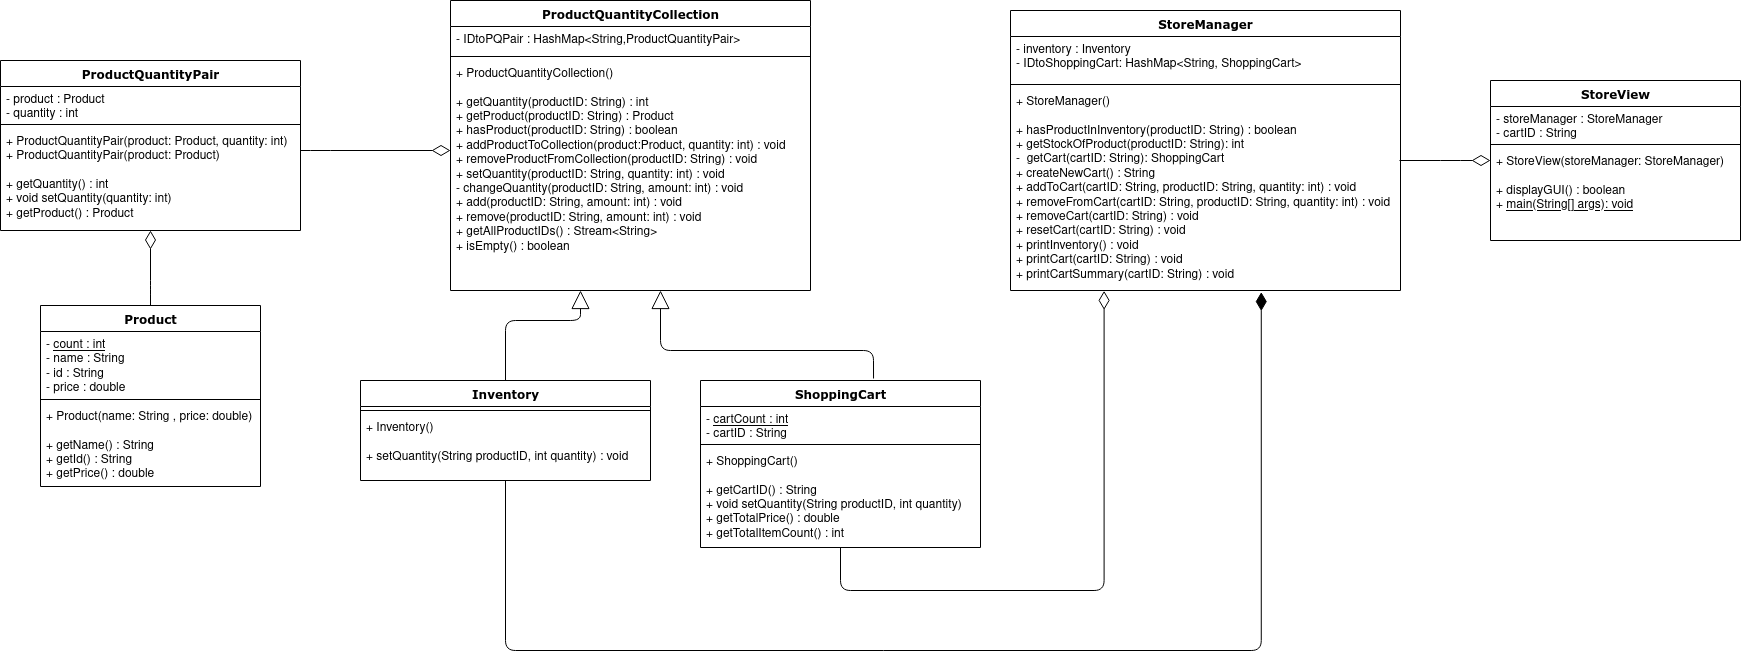 ProductQuantityCollection
- IDtoPQPair : HashMap<String,ProductQuantityPair>
+ ProductQuantityCollection()
+ getQuantity(productID: String) : int
+ getProduct(productID: String) : Product
+ hasProduct(productID: String) : boolean
+ addProductToCollection(product:Product, quantity: int) : void
+ removeProductFromCollection(productID: String) : void
+ setQuantity(productID: String, quantity: int) : void
- changeQuantity(productID: String, amount: int) : void
+ add(productID: String, amount: int) : void
+ remove(productID: String, amount: int) : void
+ getAllProductIDs() : Stream<String>
+ isEmpty() : boolean
StoreManager
- inventory : Inventory
- IDtoShoppingCart: HashMap<String, ShoppingCart>
+ StoreManager()
+ hasProductInInventory(productID: String) : boolean
+ getStockOfProduct(productID: String): int
- getCart(cartID: String): ShoppingCart
+ createNewCart() : String
+ addToCart(cartID: String, productID: String, quantity: int) : void
+ removeFromCart(cartID: String, productID: String, quantity: int) : void
+ removeCart(cartID: String) : void
+ resetCart(cartID: String) : void
+ printInventory() : void
+ printCart(cartID: String) : void
+ printCartSummary(cartID: String) : void
ProductQuantityPair
- product : Product
- quantity : int
+ ProductQuantityPair(product: Product, quantity: int)
+ ProductQuantityPair(product: Product)
+ getQuantity() : int
+ void setQuantity(quantity: int)
+ getProduct() : Product
StoreView
- storeManager : StoreManager
- cartID : String
+ StoreView(storeManager: StoreManager)
+ displayGUI() : boolean
+ main(String[] args): void
Product
- count : int
- name : String
- id : String
- price : double
+ Product(name: String , price: double)
+ getName() : String
+ getId() : String
+ getPrice() : double
Inventory
+ Inventory()
+ setQuantity(String productID, int quantity) : void
ShoppingCart
- cartCount : int
- cartID : String
+ ShoppingCart()
+ getCartID() : String
+ void setQuantity(String productID, int quantity)
+ getTotalPrice() : double
+ getTotalItemCount() : int